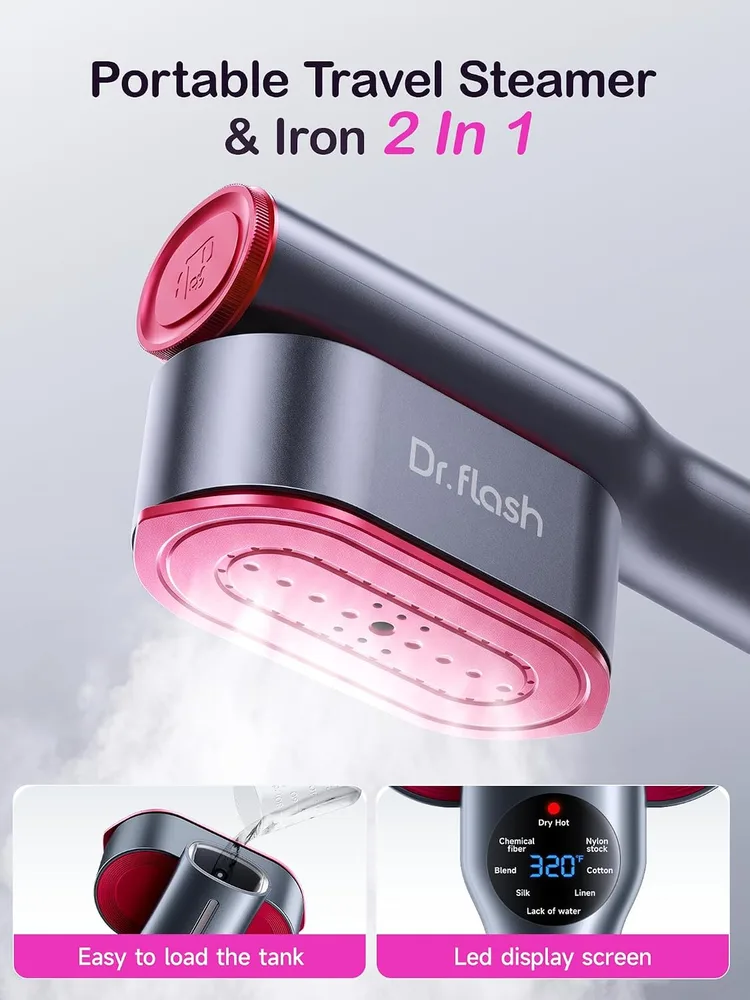 Portable Travel Steamer
& Iron 2 In 1
Dr.flash
Easy to load the tank
Dry Hot
Chemical
fiber
Nylon
stock
Blend
320°F
Cotton
Silk
Linen
Lack of water
Led display screen